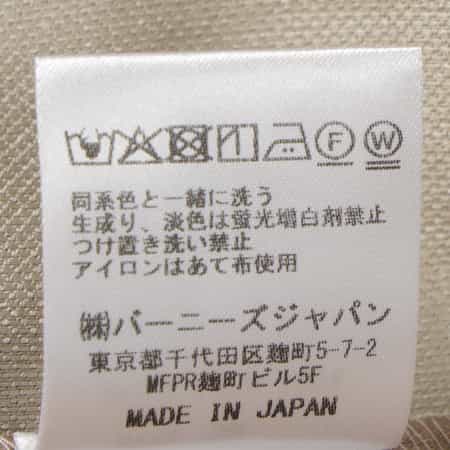 F W
同系色と一緒に洗う
生成り、淡色は蛍光増白剤禁止
つけ置き洗い禁止
アイロンはあて布使用
㈱バーニーズジャパン
東京都千代田区麹町5-7-2
MFPR麹町ビル5F
MADE IN JAPAN